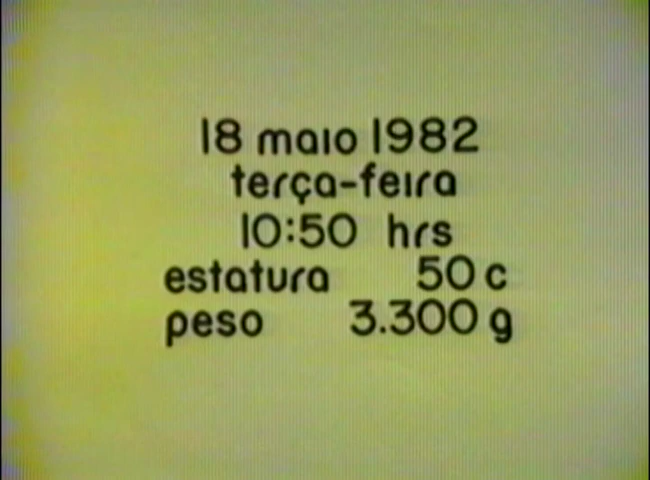 18 maio 1982
terça-feira
10:50 hrs
estatura 50 c
peso 3.300 g